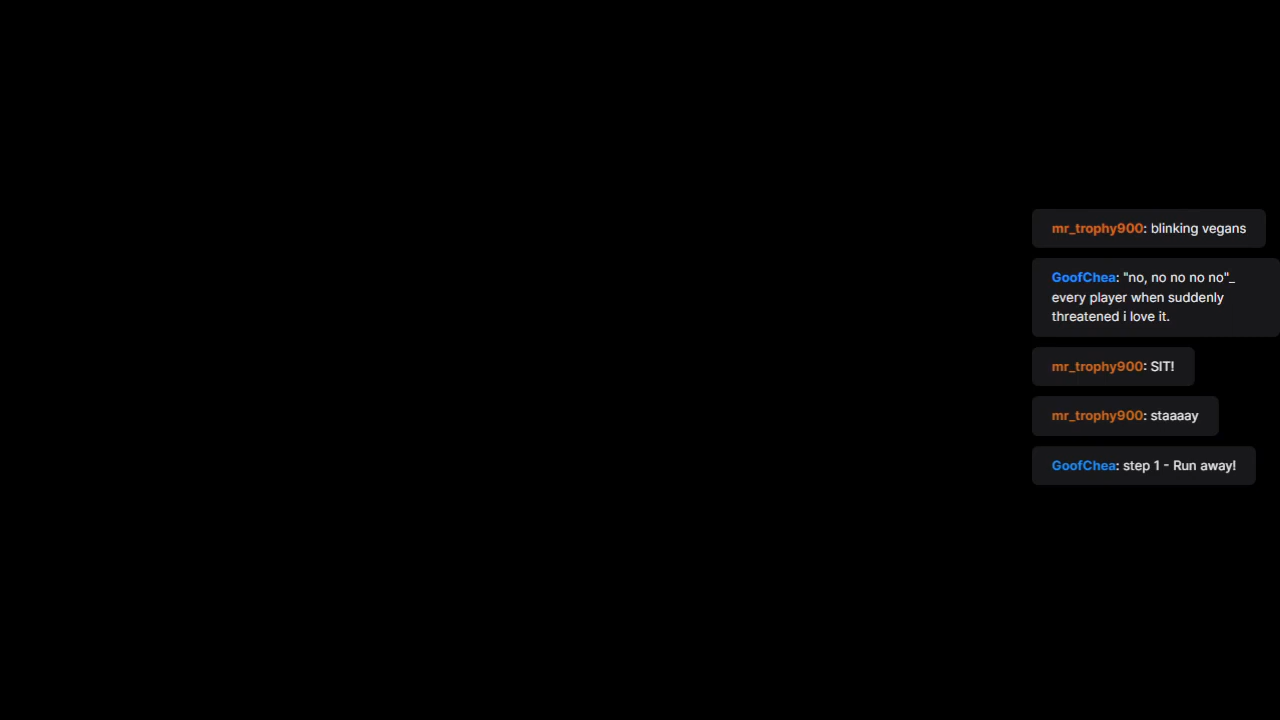 mr_trophy900: blinking vegans
GoofChea: "no, no no no no"_
every player when suddenly
threatened i love it.
mr_trophy900: SIT!
mr_trophy900: staaaay
GoofChea: step 1 - Run away!